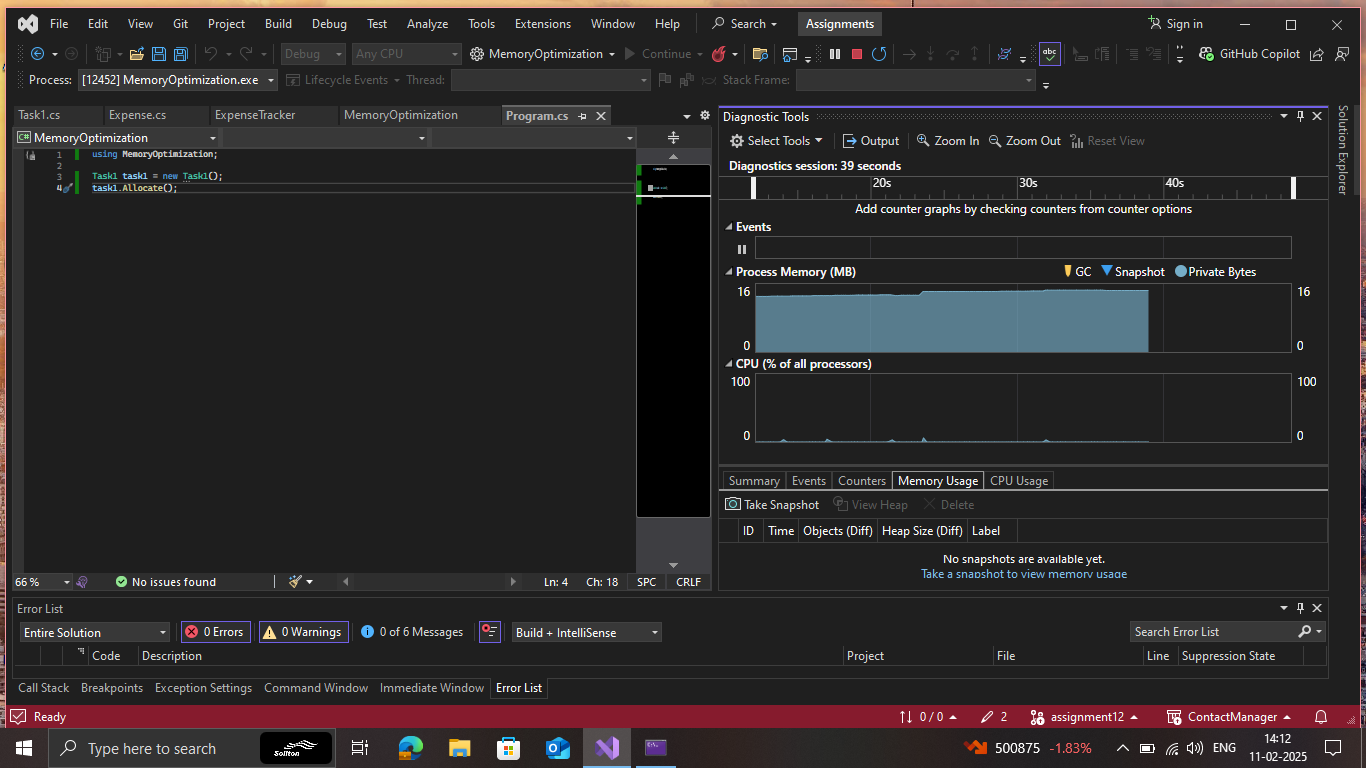 File Edit View Git Project Build Debug Test Analyze Tools Extensions Window Help Search Assignments Sign in
Debug Any CPU MemoryOptimization Continue abc GitHub Copilot
Process: [12452] MemoryOptimization.exe Lifecycle Events Thread: Stack Frame:
Task1.cs Expense.cs ExpenseTracker MemoryOptimization Program.cs
C# MemoryOptimization
1 using MemoryOptimization;
2
3 Task1 task1 = new Task1();
4 task1.Allocate();
66 % No issues found Ln: 4 Ch: 18 SPC CRLF
Diagnostic Tools
Select Tools Output Zoom In Zoom Out Reset View
Diagnostics session: 39 seconds
20s 30s 40s
Add counter graphs by checking counters from counter options
Events
Process Memory (MB) GC Snapshot Private Bytes
16 16
0 0
CPU (% of all processors)
100 100
0 0
Summary Events Counters Memory Usage CPU Usage
Take Snapshot View Heap Delete
ID Time Objects (Diff) Heap Size (Diff) Label
No snapshots are available yet.
Take a snapshot to view memory usage
Solution Explorer
Error List
Entire Solution 0 Errors 0 Warnings 0 of 6 Messages Build + IntelliSense Search Error List
Code Description Project File Line Suppression State
Call Stack Breakpoints Exception Settings Command Window Immediate Window Error List
Ready 0 / 0 2 assignment12 ContactManager
Type here to search Soliton 500875 -1.83% ENG 14:12
11-02-2025